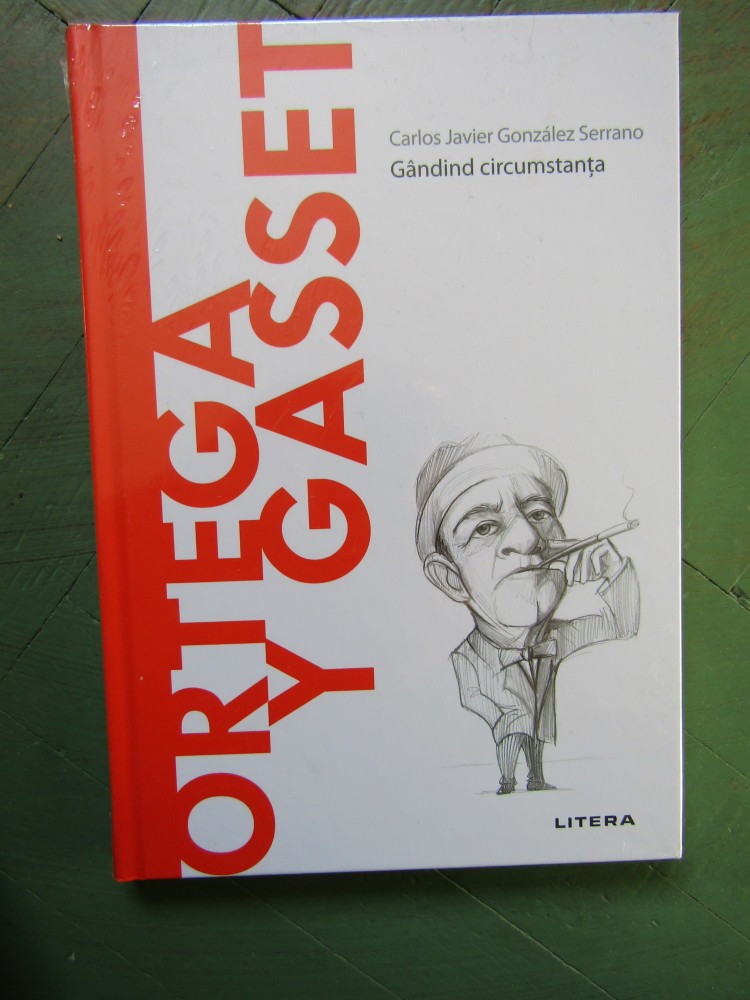 ORTEGA
Y GASSET
Carlos Javier González Serrano
Gândind circumstanța
LITERA